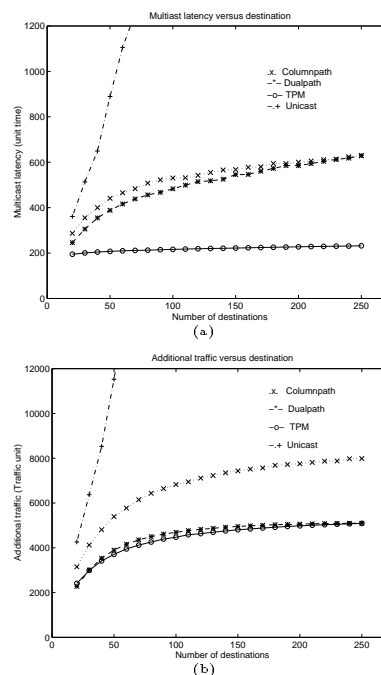 Multiast latency versus destination
1200
1000
800
600
400
200
0
Multicast latency (unit time)
.x. Columnpath
-*- Dualpath
-o- TPM
-.+ Unicast
0 50 100 150 200 250
Number of destinations
(a)
Additional traffic versus destination
12000
10000
8000
6000
4000
2000
0
Additional traffic (Traffic unit)
.x. Columnpath
-*- Dualpath
-o- TPM
-.+ Unicast
0 50 100 150 200 250
Number of destinations
(b)